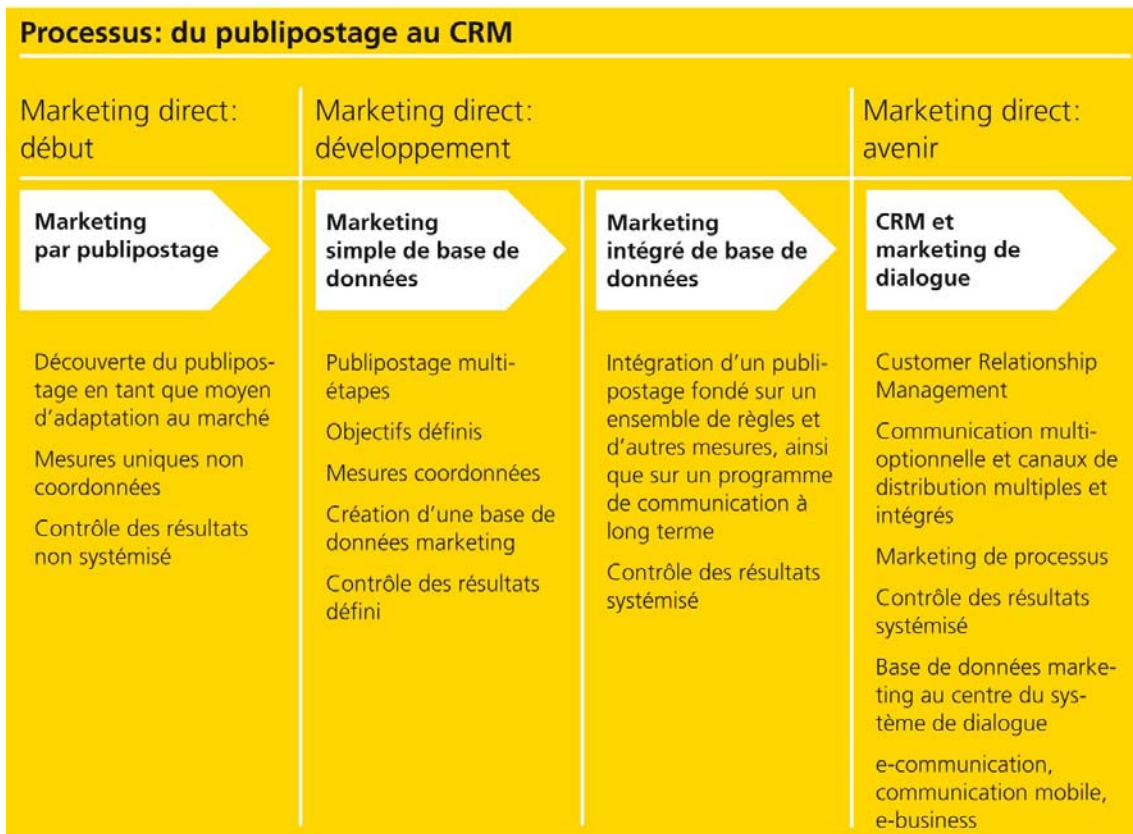 Processus: du publipostage au CRM
Marketing direct:
début
Marketing direct:
développement
Marketing direct:
avenir
Marketing
par publipostage
Découverte du publipos-
tage en tant que moyen
d'adaptation au marché
Mesures uniques non
coordonnées
Contrôle des résultats
non systémisé
Marketing
simple de base de
données
Publipostage multi-
étapes
Objectifs définis
Mesures coordonnées
Création d'une base de
données marketing
Contrôle des résultats
défini
Marketing
intégré de base de
données
Intégration d'un publi-
postage fondé sur un
ensemble de règles et
d'autres mesures, ainsi
que sur un programme
de communication à
long terme
Contrôle des résultats
systémisé
CRM et
marketing de
dialogue
Customer Relationship
Management
Communication multi-
optionnelle et canaux de
distribution multiples et
intégrés
Marketing de processus
Contrôle des résultats
systémisé
Base de données marke-
ting au centre du sys-
tème de dialogue
e-communication,
communication mobile,
e-business